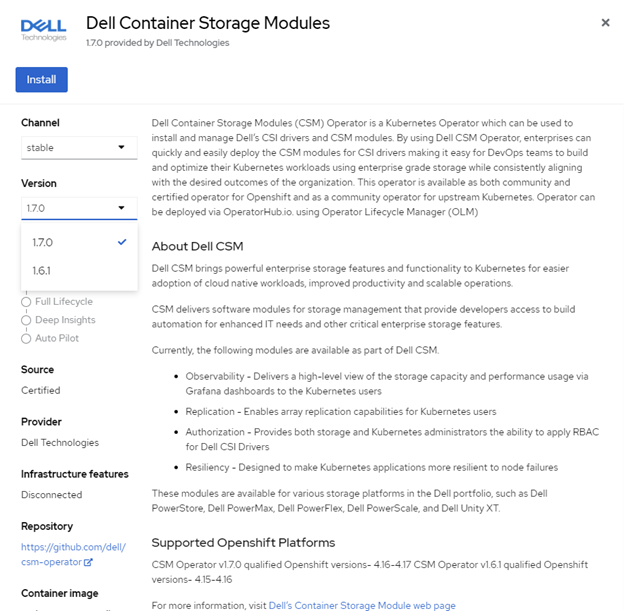 DELL
Technologies
Dell Container Storage Modules
1.7.0 provided by Dell Technologies
Install
Channel
stable
Version
1.7.0
1.7.0
1.6.1
Full Lifecycle
Deep Insights
Auto Pilot
Source
Certified
Provider
Dell Technologies
Infrastructure features
Disconnected
Repository
https://github.com/dell/
csm-operator
Container image
Dell Container Storage Modules (CSM) Operator is a Kubernetes Operator which can be used to
install and manage Dell's CSI drivers and CSM modules. By using Dell CSM Operator, enterprises can
quickly and easily deploy the CSM modules for CSI drivers making it easy for DevOps teams to build
and optimize their Kubernetes workloads using enterprise grade storage while consistently aligning
with the desired outcomes of the organization. This operator is available as both community and
certified operator for Openshift and as a community operator for upstream Kubernetes. Operator can
be deployed via OperatorHub.io. using Operator Lifecycle Manager (OLM)
About Dell CSM
Dell CSM brings powerful enterprise storage features and functionality to Kubernetes for easier
adoption of cloud native workloads, improved productivity and scalable operations.
CSM delivers software modules for storage management that provide developers access to build
automation for enhanced IT needs and other critical enterprise storage features.
Currently, the following modules are available as part of Dell CSM.
• Observability - Delivers a high-level view of the storage capacity and performance usage via
Grafana dashboards to the Kubernetes users
• Replication - Enables array replication capabilities for Kubernetes users
• Authorization - Provides both storage and Kubernetes administrators the ability to apply RBAC
for Dell CSI Drivers
• Resiliency - Designed to make Kubernetes applications more resilient to node failures
These modules are available for various storage platforms in the Dell portfolio, such as Dell
PowerStore, Dell PowerMax, Dell PowerFlex, Dell PowerScale, and Dell Unity XT.
Supported Openshift Platforms
CSM Operator v1.7.0 qualified Openshift versions- 4.16-4.17 CSM Operator v1.6.1 qualified Openshift
versions- 4.15-4.16
For more information, visit Dell's Container Storage Module web page